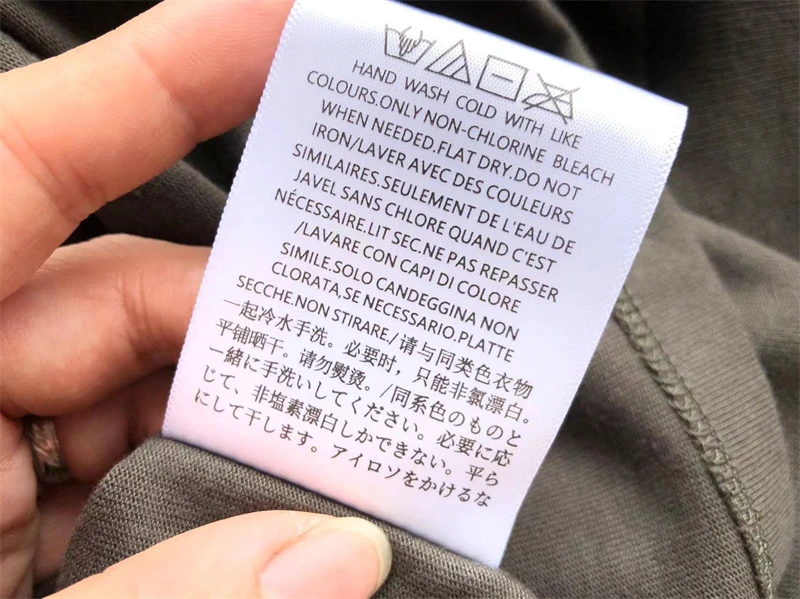 HAND WASH COLD WITH LIKE
COLOURS.ONLY NON-CHLORINE BLEACH
WHEN NEEDED.FLAT DRY.DO NOT
IRON/LAVER AVEC DES COULEURS
SIMILAIRES.SEULEMENT DE L'EAU DE
JAVEL SANS CHLORE QUAND C'EST
NÉCESSAIRE.LIT SEC.NE PAS REPASSER
/LAVARE CON CAPI DI COLORE
SIMILE.SOLO CANDEGGINA NON
CLORATA,SE NECESSARIO.PLATTE
SECCHE.NON STIRARE./请与同类色衣物
一起冷水手洗。必要时，只能非氯漂白。
平铺晒干。请勿熨烫。/同系色のものと
一緒に手洗いしてください。必要に応
じて、非塩素漂白しかできない。平ら
にして干します。アイロソをかけるな